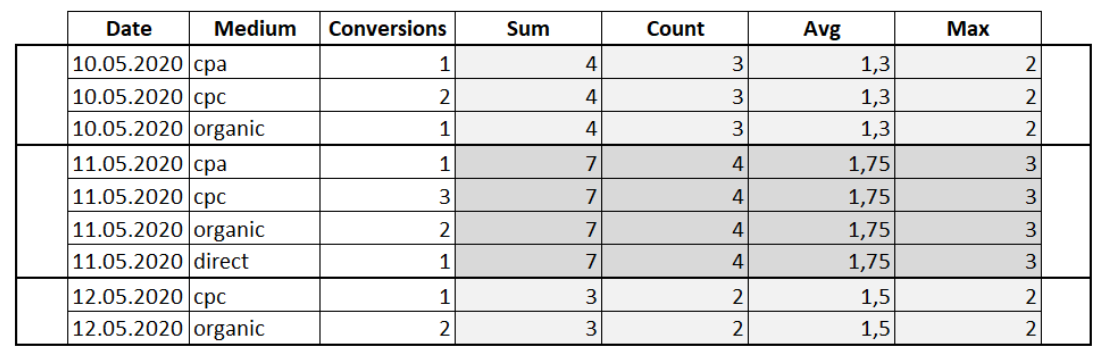 Date Medium Conversions Sum Count Avg Max
10.05.2020 cpa 1 4 3 1,3 2
10.05.2020 cpc 2 4 3 1,3 2
10.05.2020 organic 1 4 3 1,3 2
11.05.2020 cpa 1 7 4 1,75 3
11.05.2020 cpc 3 7 4 1,75 3
11.05.2020 organic 2 7 4 1,75 3
11.05.2020 direct 1 7 4 1,75 3
12.05.2020 cpc 1 3 2 1,5 2
12.05.2020 organic 2 3 2 1,5 2